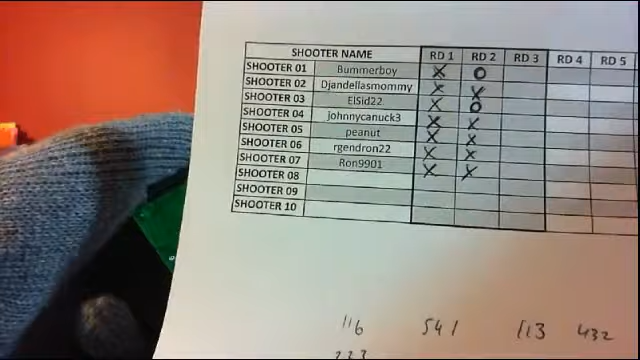 SHOOTER NAME RD 1 RD 2 RD 3 RD 4 RD 5
SHOOTER 01 Bummerboy X O
SHOOTER 02 Djandellasmommy X X
SHOOTER 03 ElSid22 X O
SHOOTER 04 Johnnycanuck3 X X
SHOOTER 05 peanut X X
SHOOTER 06 rgendron22 X X
SHOOTER 07 Ron9901 X X
SHOOTER 08
SHOOTER 09
SHOOTER 10
116 541 113 432
223